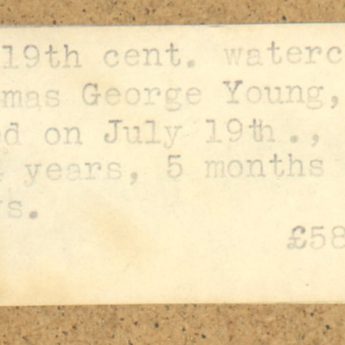 19th cent. waterc
mas George Young,
d on July 19th.,
years, 5 months
s.
£58